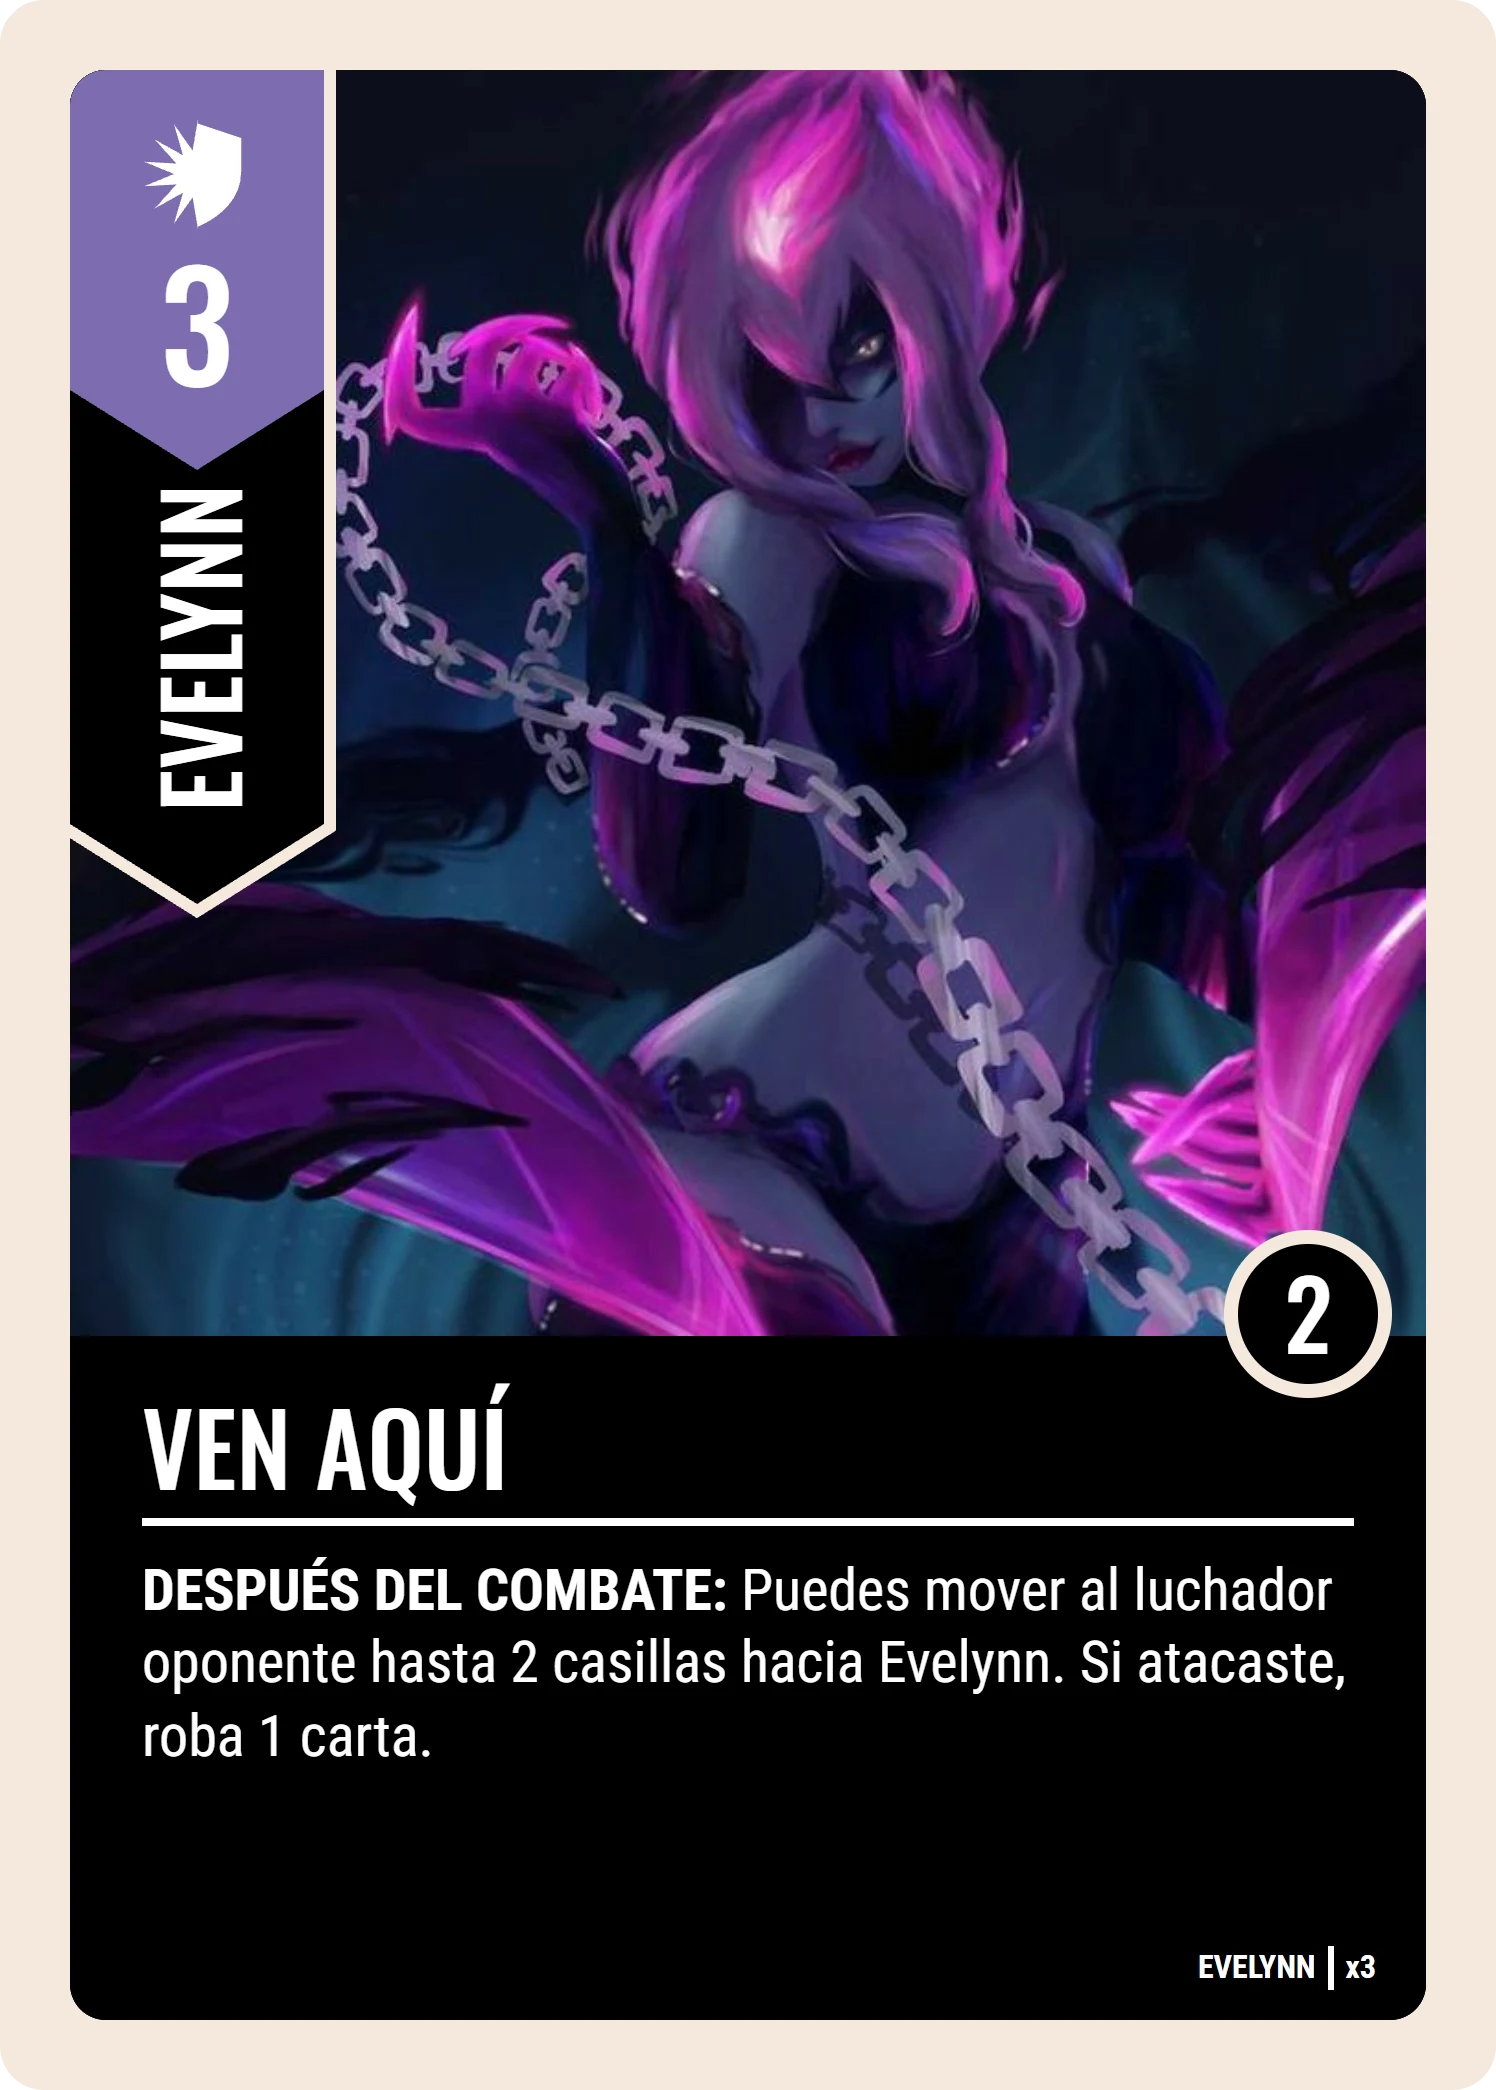 3
EVELYNN
2
VEN AQUÍ
DESPUÉS DEL COMBATE: Puedes mover al luchador
oponente hasta 2 casillas hacia Evelynn. Si atacaste,
roba 1 carta.
EVELYNN | x3